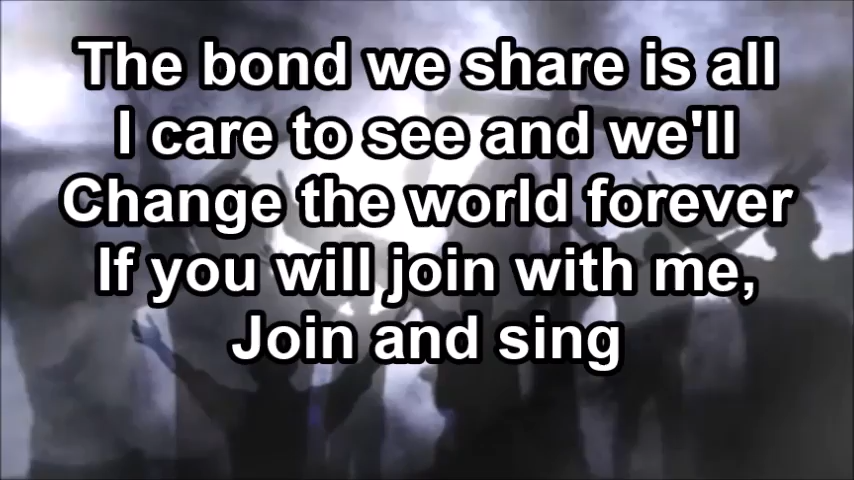 The bond we share is all
I care to see and we'll
Change the world forever
If you will join with me,
Join and sing